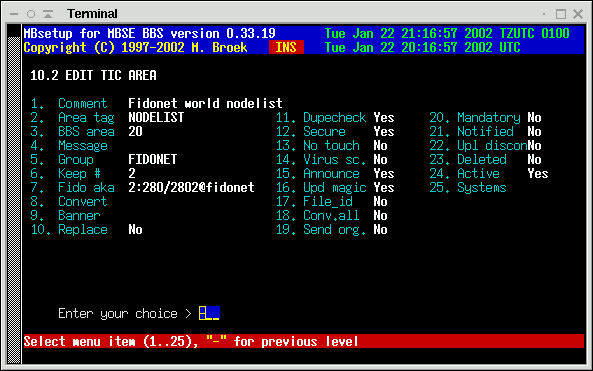 Terminal
MBsetup for MBSE BBS version 0.33.19 Tue Jan 22 21:16:57 2002 TZUTC 0100
Copyright (C) 1997-2002 M. Broek INS Tue Jan 22 20:16:57 2002 UTC
10.2 EDIT TIC AREA
1. Comment Fidonet world nodelist
2. Area tag NODELIST 11. Dupecheck Yes 20. Mandatory No
3. BBS area 20 12. Secure Yes 21. Notified No
4. Message 13. No touch No 22. Upl disconNo
5. Group FIDONET 14. Virus sc. No 23. Deleted No
6. Keep # 2 15. Announce Yes 24. Active Yes
7. Fido aka 2:280/2802@fidonet 16. Upd magic Yes 25. Systems
8. Convert 17. File_id No
9. Banner 18. Conv.all No
10. Replace No 19. Send org. No
Enter your choice > -__
Select menu item (1..25), "-" for previous level